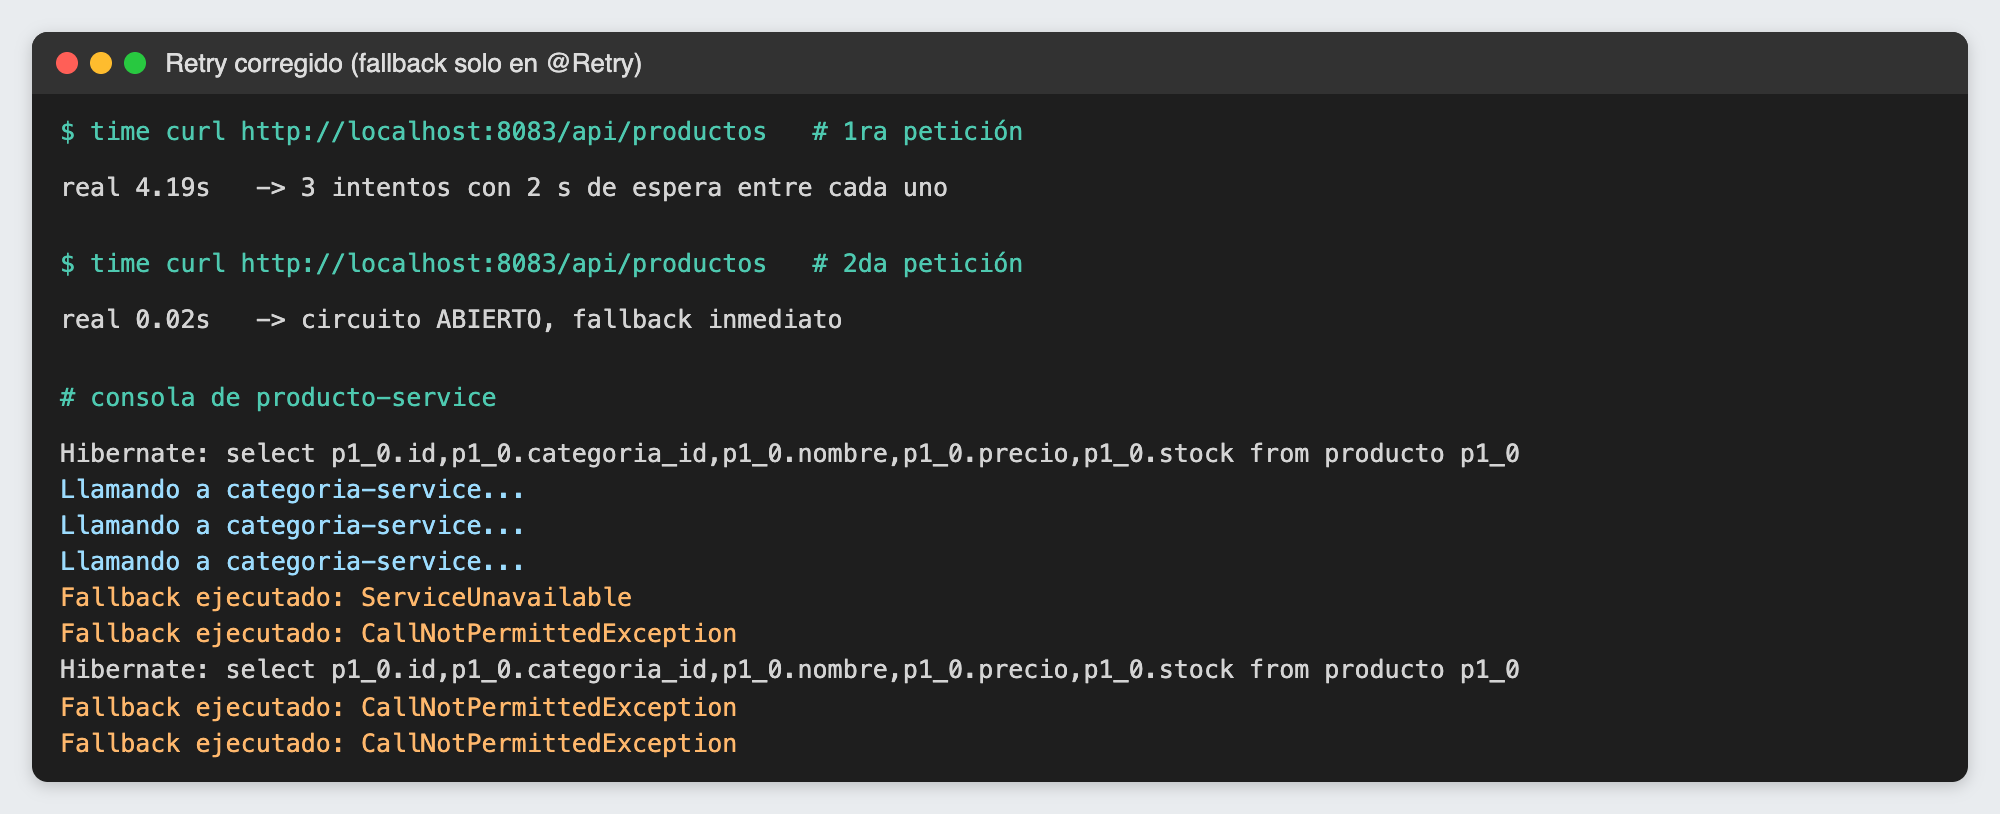 Retry corregido (fallback solo en @Retry)
$ time curl http://localhost:8083/api/productos   # 1ra petición
real 4.19s   -> 3 intentos con 2 s de espera entre cada uno
$ time curl http://localhost:8083/api/productos   # 2da petición
real 0.02s   -> circuito ABIERTO, fallback inmediato
# consola de producto-service
Hibernate: select p1_0.id,p1_0.categoria_id,p1_0.nombre,p1_0.precio,p1_0.stock from producto p1_0
Llamando a categoria-service...
Llamando a categoria-service...
Llamando a categoria-service...
Fallback ejecutado: ServiceUnavailable
Fallback ejecutado: CallNotPermittedException
Hibernate: select p1_0.id,p1_0.categoria_id,p1_0.nombre,p1_0.precio,p1_0.stock from producto p1_0
Fallback ejecutado: CallNotPermittedException
Fallback ejecutado: CallNotPermittedException